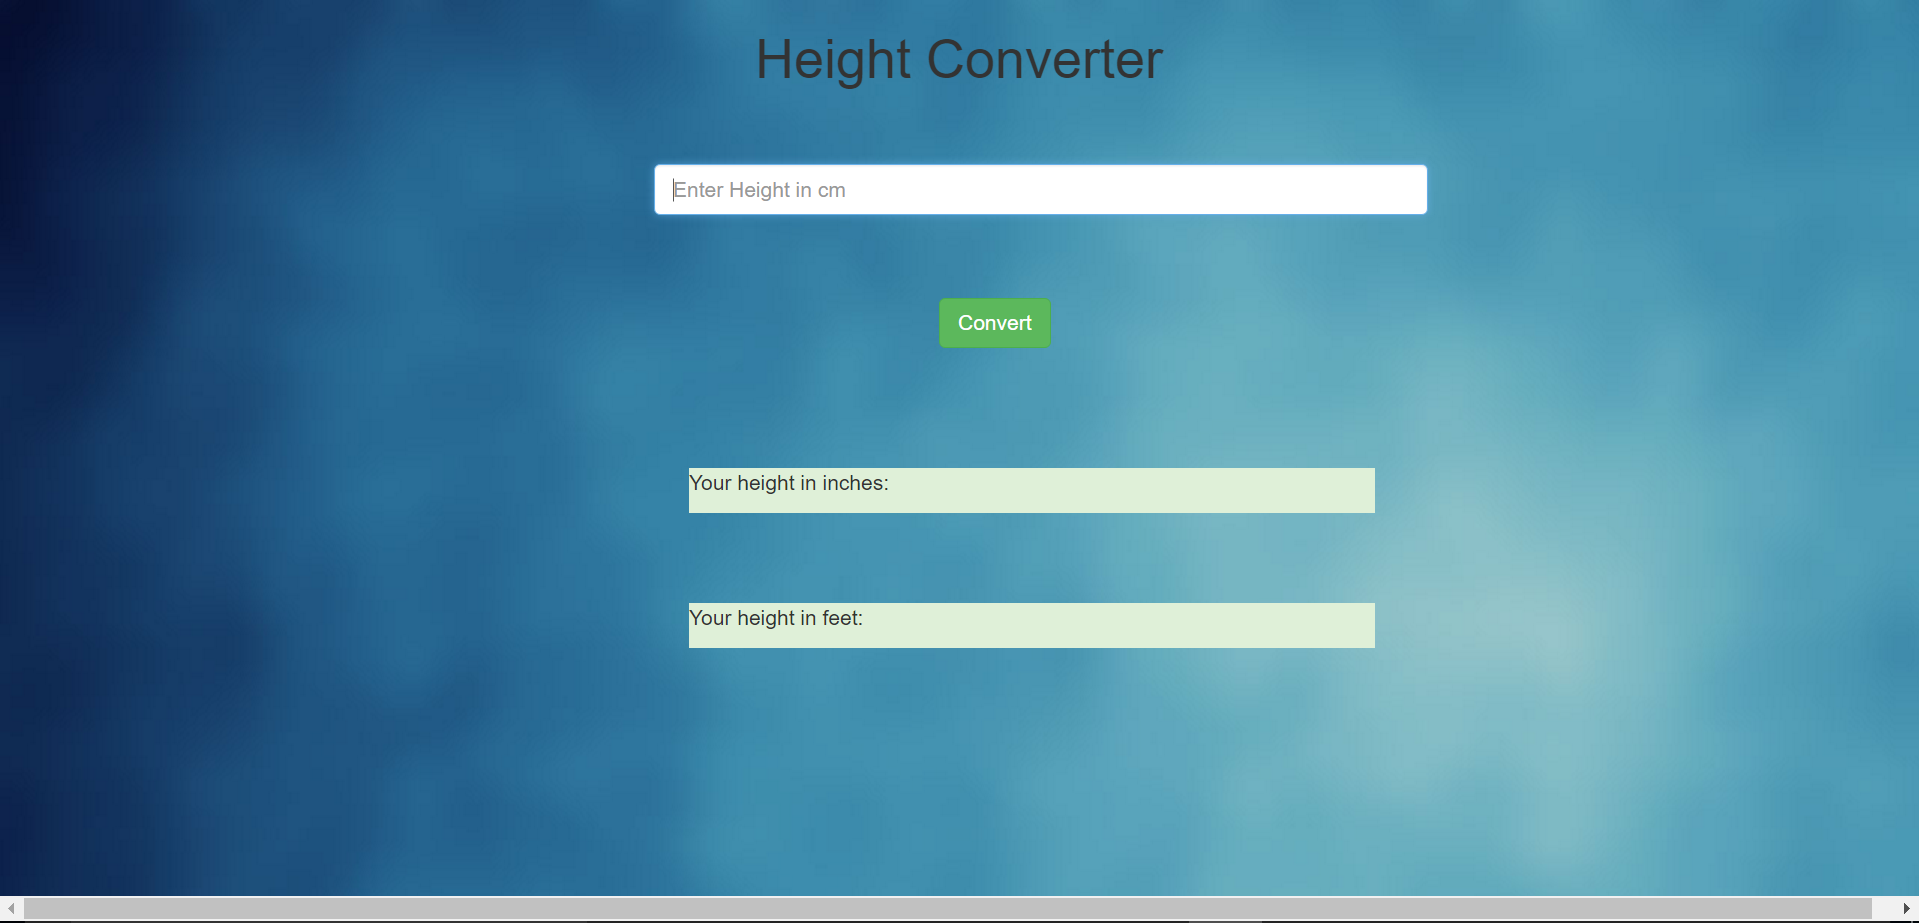 Height Converter
Enter Height in cm
Convert
Your height in inches:
Your height in feet: